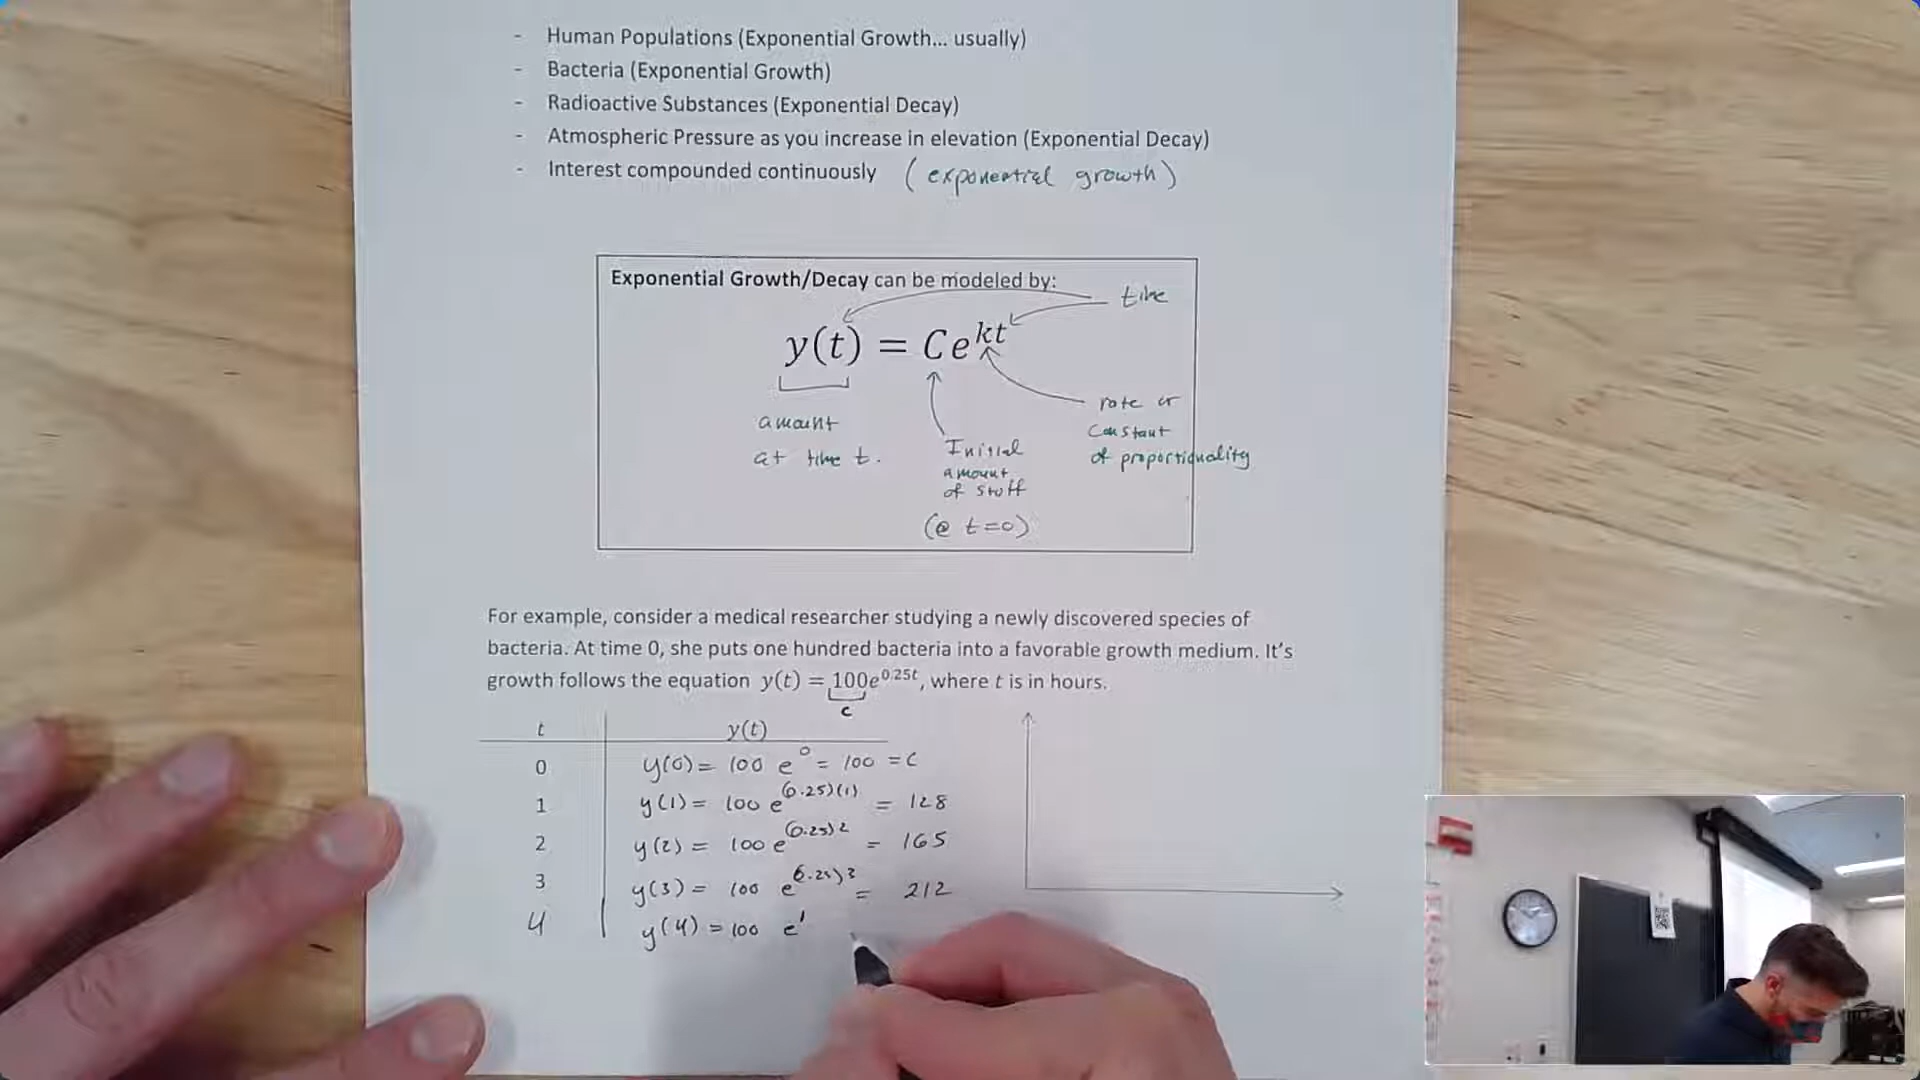 - Human Populations (Exponential Growth... usually)
- Bacteria (Exponential Growth)
- Radioactive Substances (Exponential Decay)
- Atmospheric Pressure as you increase in elevation (Exponential Decay)
- Interest compounded continuously (exponential growth)
Exponential Growth/Decay can be modeled by:
time
y(t) = Ce^{kt}
rate or
constant
of proportionality
amount
at time t.
Initial
amount
of stuff
(@ t=0)
For example, consider a medical researcher studying a newly discovered species of
bacteria. At time 0, she puts one hundred bacteria into a favorable growth medium. It's
growth follows the equation y(t) = 100e^{0.25t}, where t is in hours.
C
t y(t)
0 y(0) = 100 e^0 = 100 = C
1 y(1) = 100 e^{(0.25)(1)} = 128
2 y(2) = 100 e^{(0.25)2} = 165
3 y(3) = 100 e^{(0.25)3} = 212
4 y(4) = 100 e^1